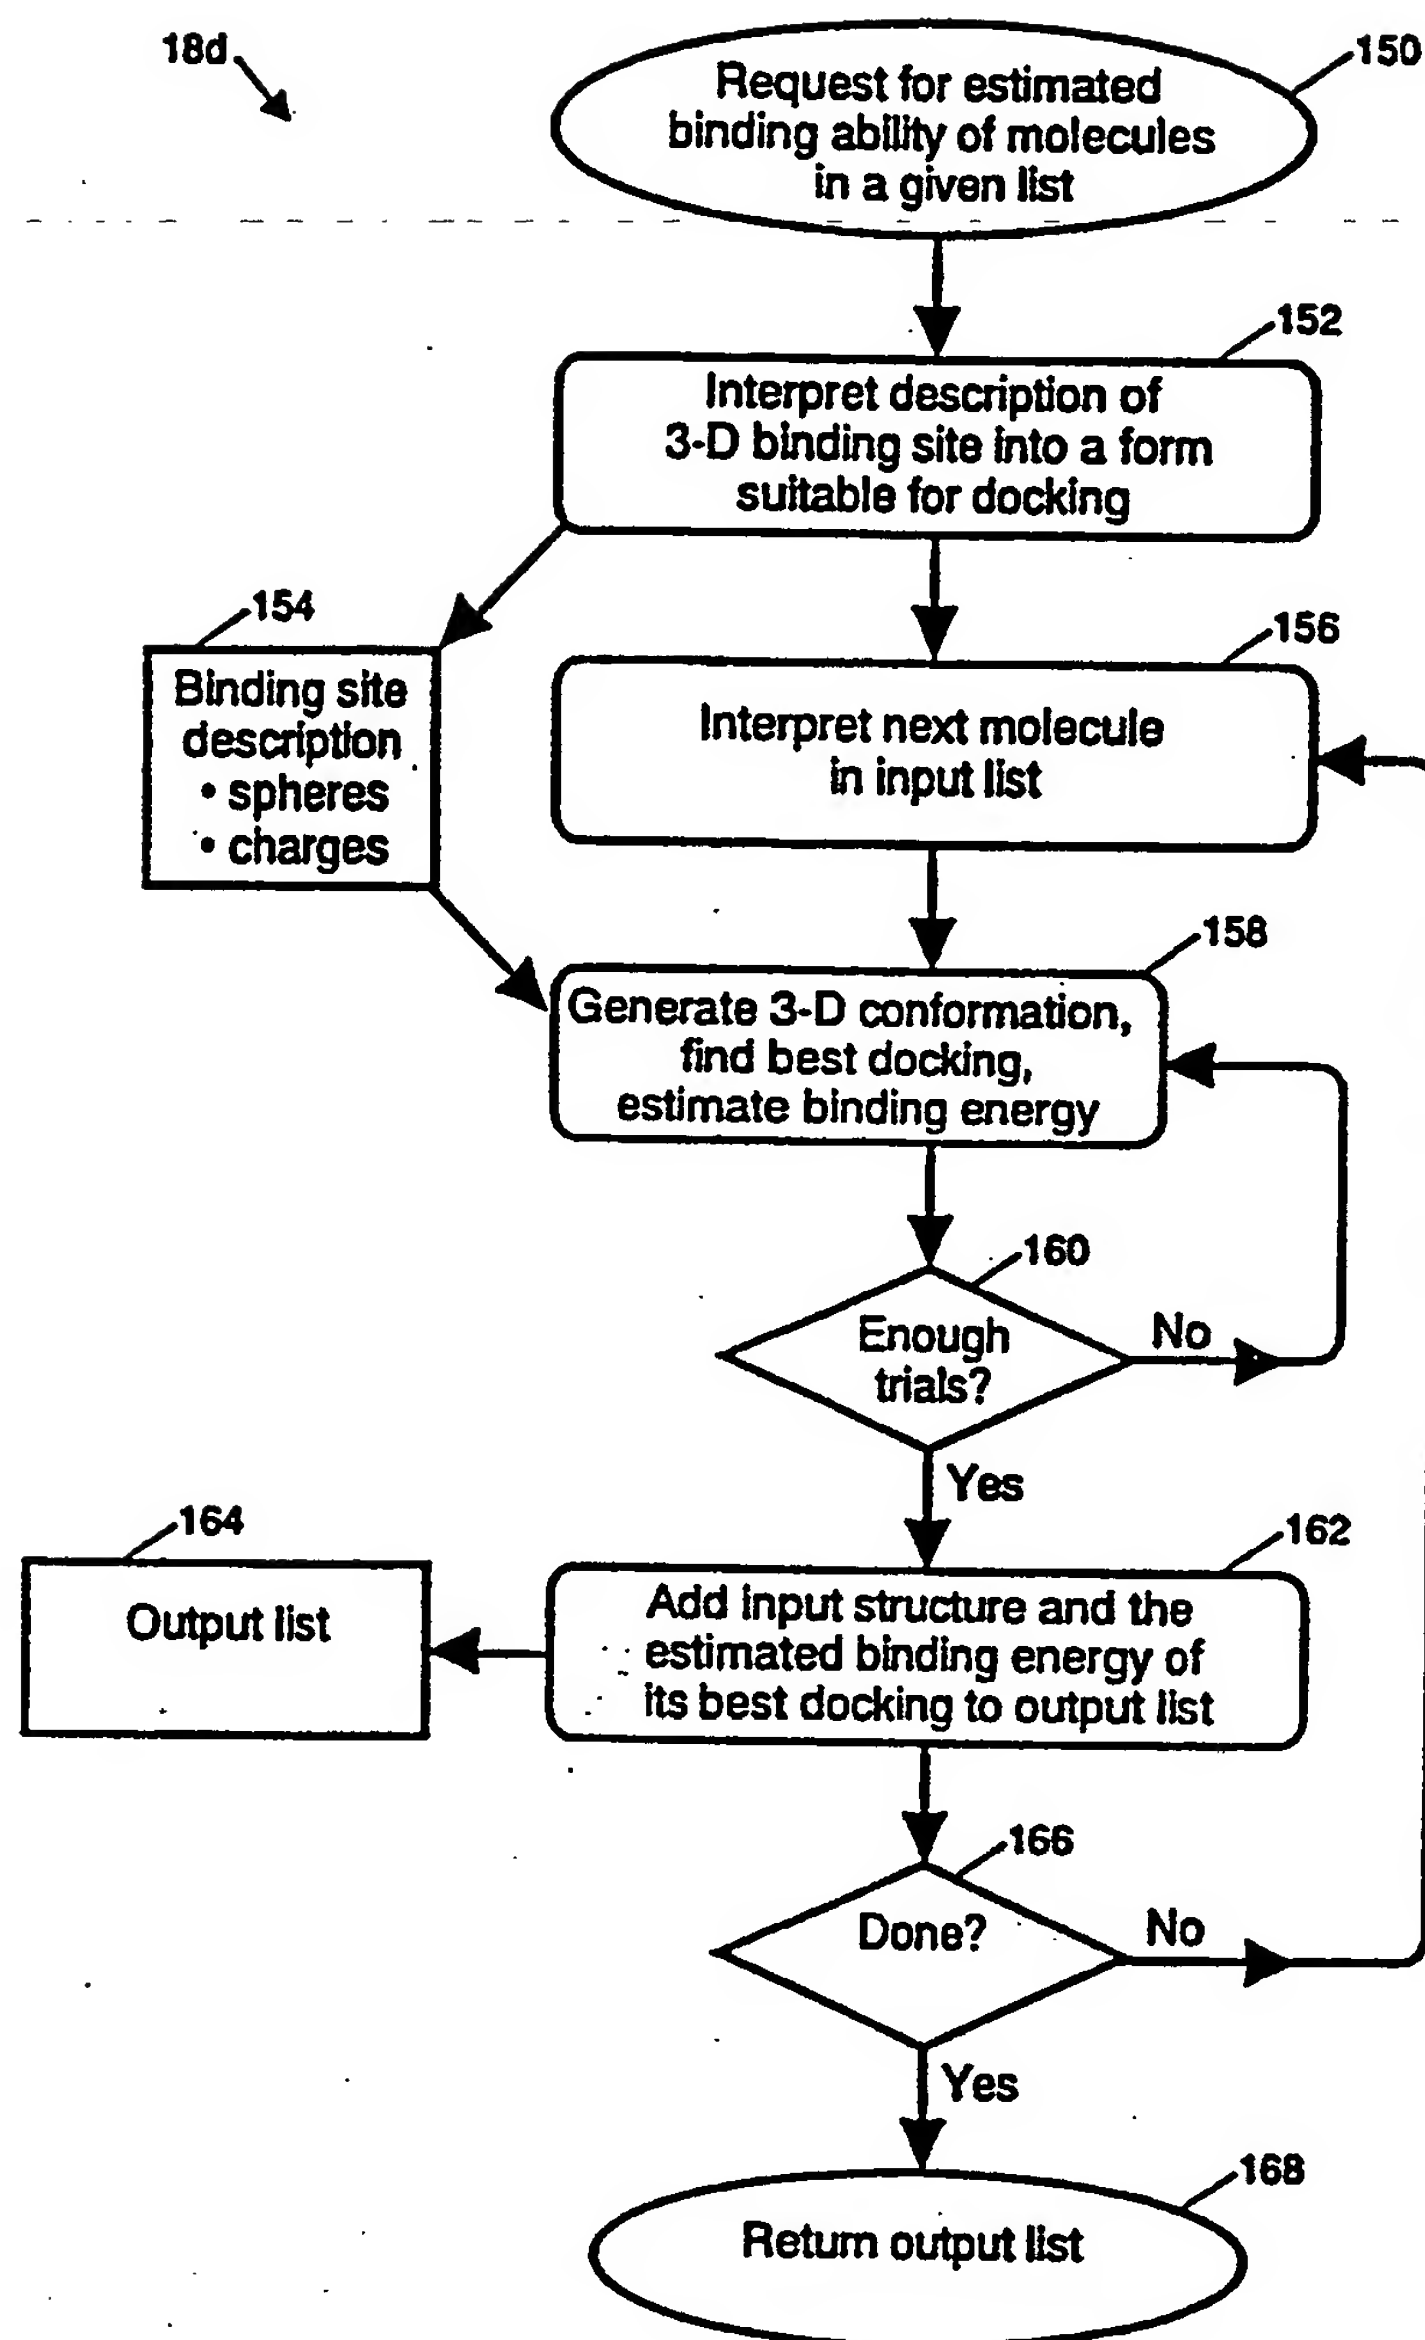 18d
150
Request for estimated
binding ability of molecules
in a given list
152
Interpret description of
3-D binding site into a form
suitable for docking
154
Binding site
description
• spheres
• charges
156
Interpret next molecule
in input list
158
Generate 3-D conformation,
find best docking,
estimate binding energy
160
Enough
trials?
No
Yes
164
Output list
162
Add input structure and the
estimated binding energy of
its best docking to output list
166
Done?
No
Yes
168
Return output list